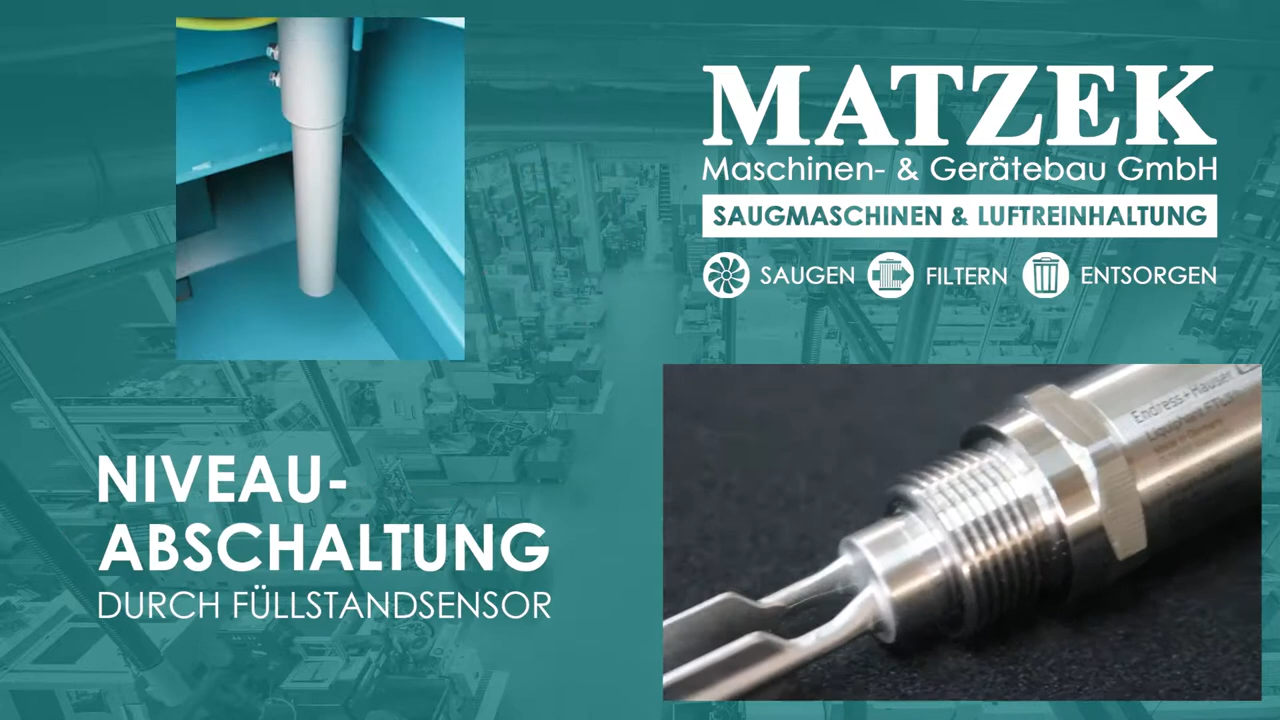 MATZEK
Maschinen- & Gerätebau GmbH
SAUGMASCHINEN & LUFTREINHALTUNG
SAUGEN FILTERN ENTSORGEN
NIVEAU-
ABSCHALTUNG
DURCH FÜLLSTANDSENSOR
Endress+Hauser